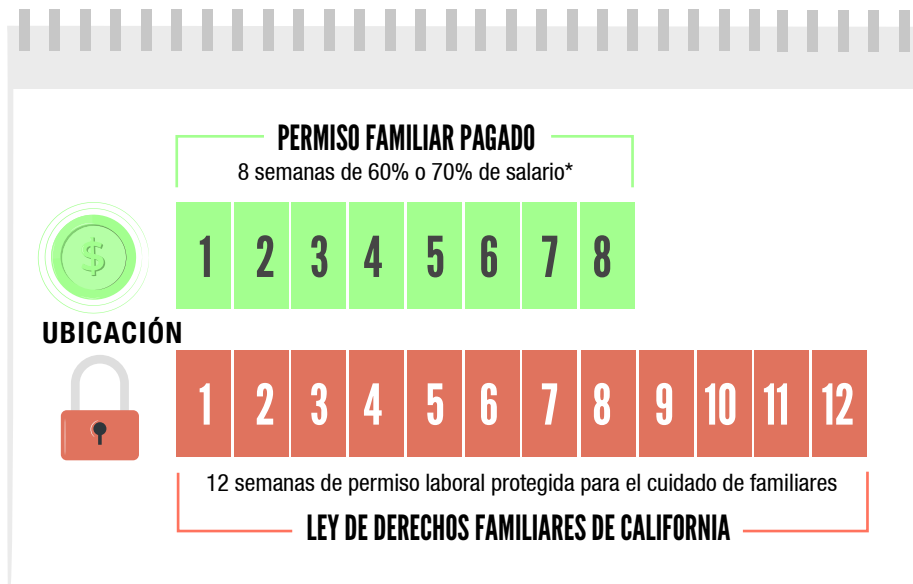 PERMISO FAMILIAR PAGADO
8 semanas de 60% o 70% de salario*
$
1 2 3 4 5 6 7 8
UBICACIÓN
1 2 3 4 5 6 7 8 9 10 11 12
12 semanas de permiso laboral protegida para el cuidado de familiares
LEY DE DERECHOS FAMILIARES DE CALIFORNIA